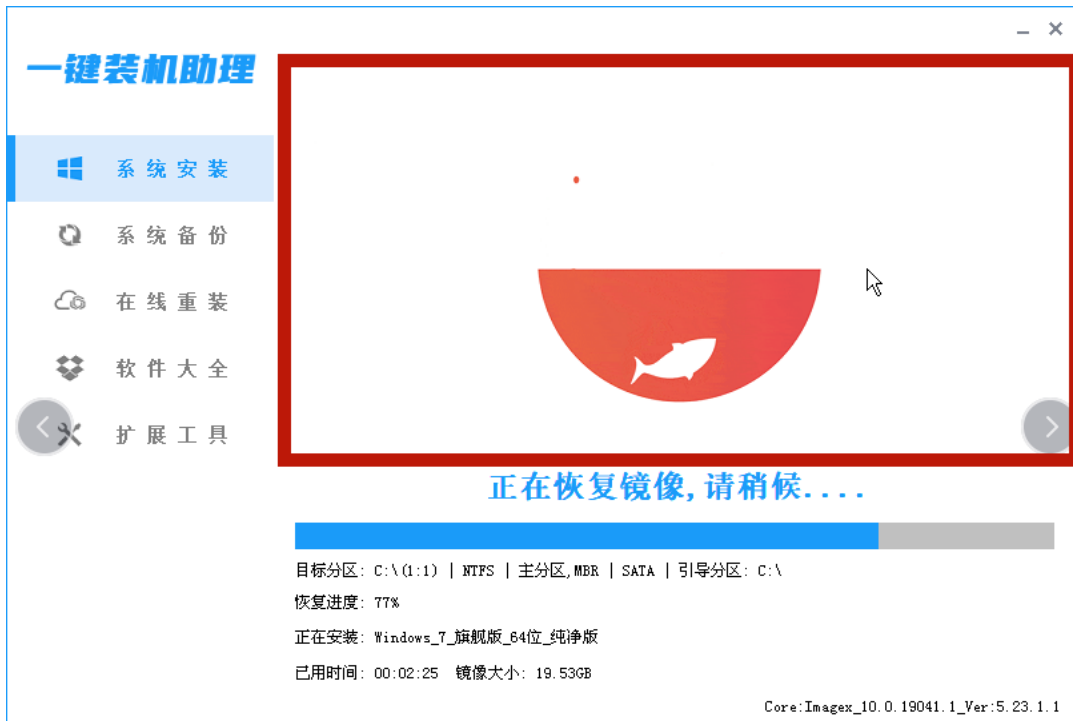 一键装机助理
系统安装
系统备份
在线重装
软件大全
扩展工具
正在恢复镜像,请稍候....
目标分区: C:\(1:1) | NTFS | 主分区,MBR | SATA | 引导分区: C:\
恢复进度: 77%
正在安装: Windows_7_旗舰版_64位_纯净版
已用时间: 00:02:25 镜像大小: 19.53GB
Core:Imagex_10.0.19041.1_Ver:5.23.1.1